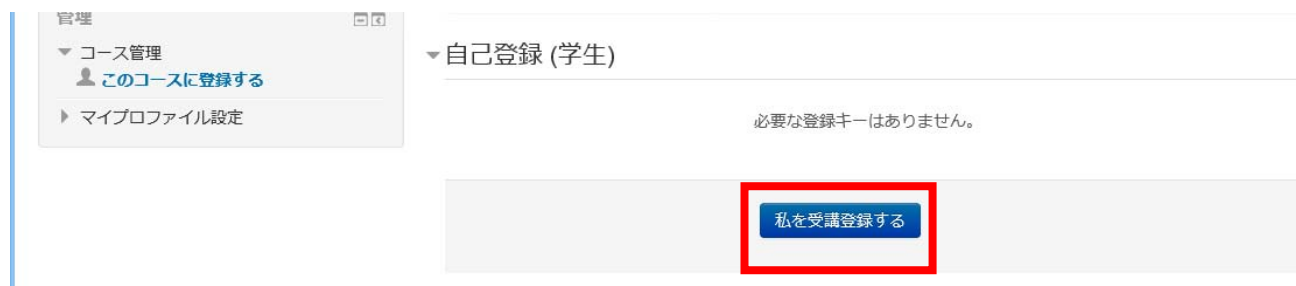 管理
コース管理
このコースに登録する
マイプロファイル設定
自己登録 (学生)
必要な登録キーはありません。
私を受講登録する